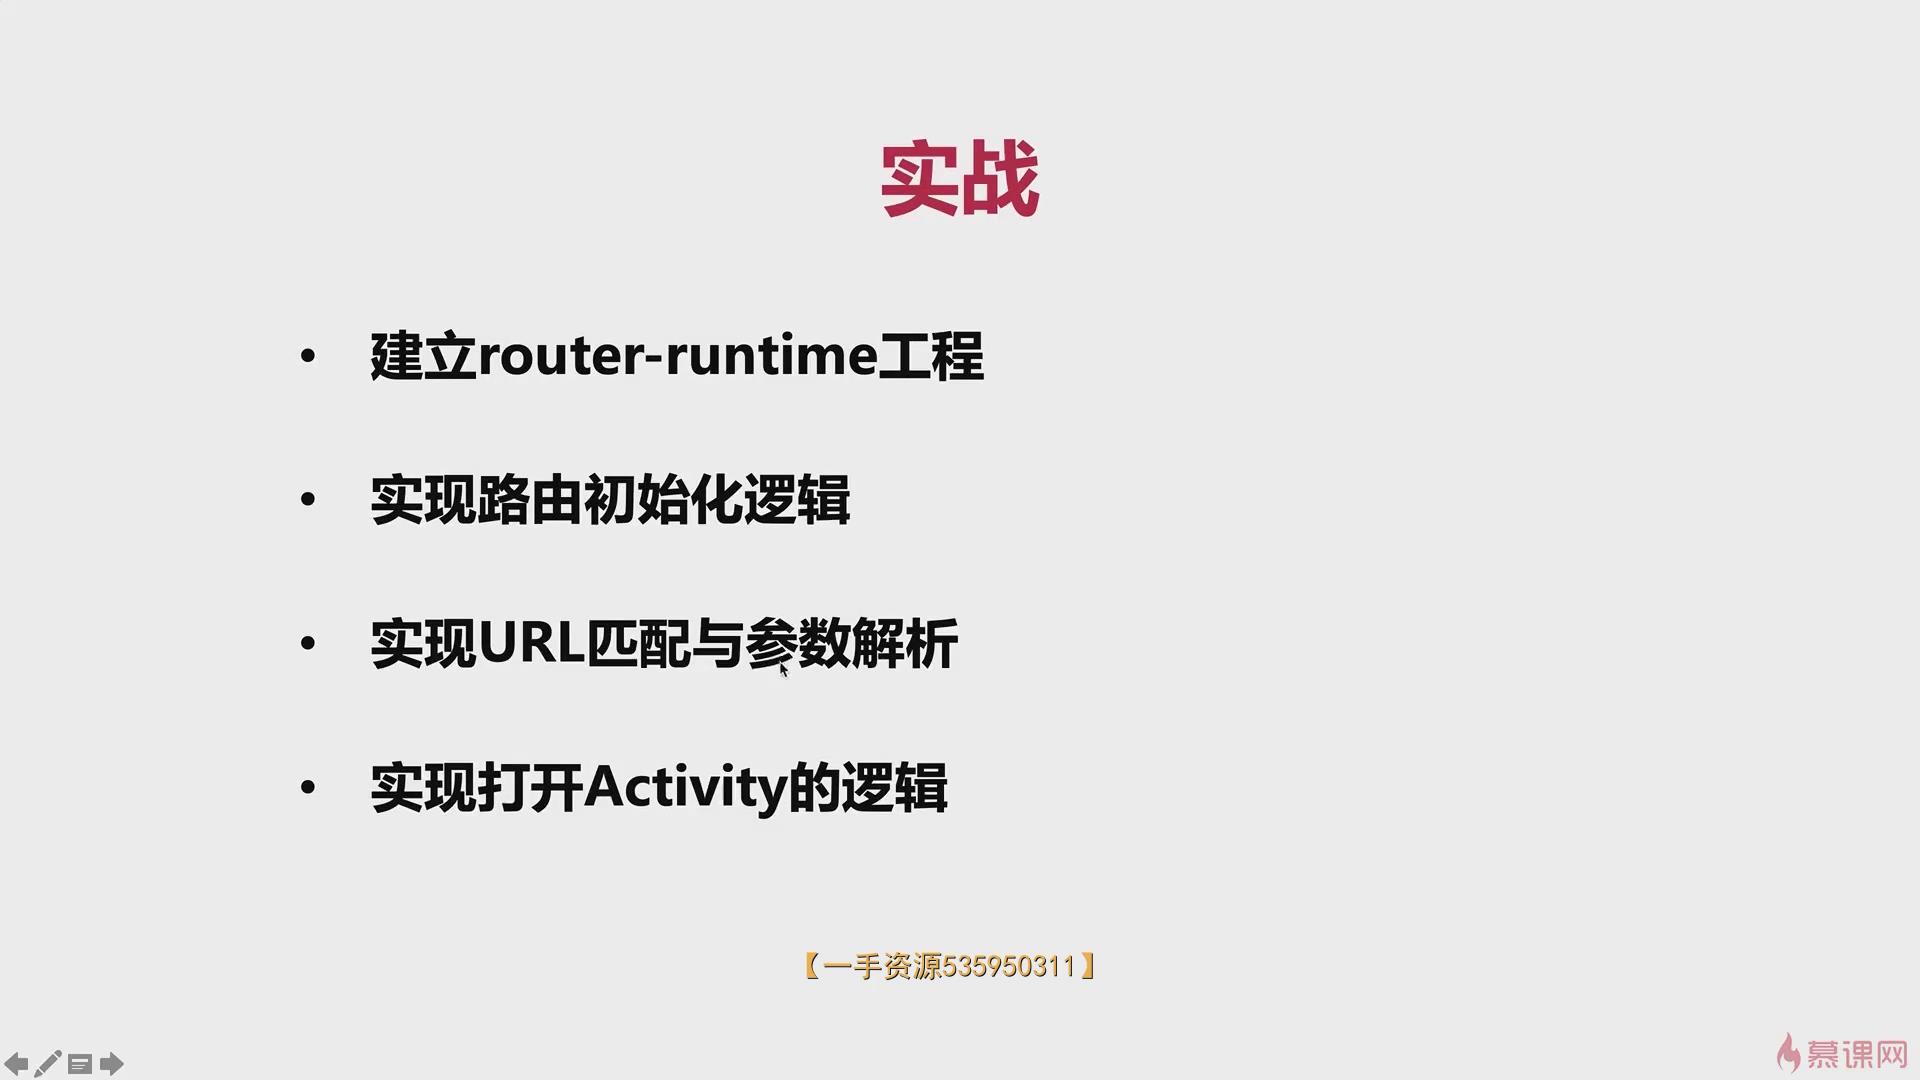 实战
• 建立router-runtime工程
• 实现路由初始化逻辑
• 实现URL匹配与参数解析
• 实现打开Activity的逻辑
【一手资源535950311】
慕课网